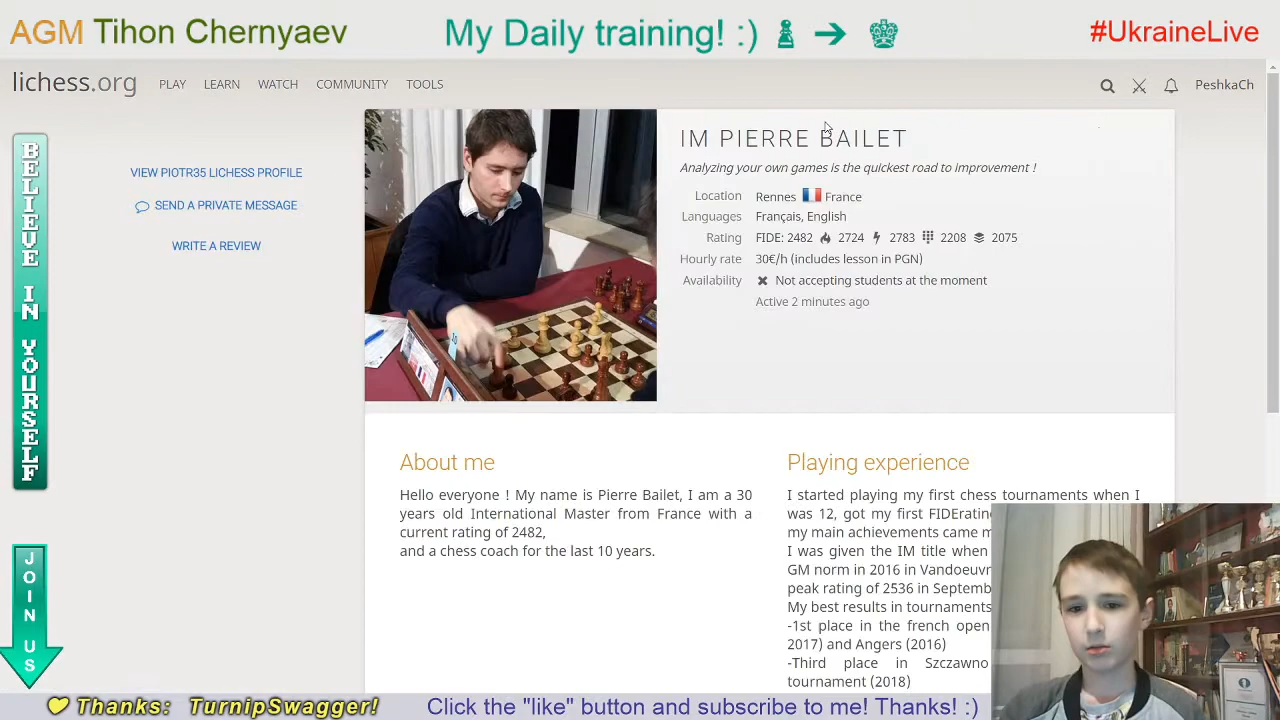 AGM Tihon Chernyaev
My Daily training! :)
#UkraineLive
lichess.org
PLAY LEARN WATCH COMMUNITY TOOLS
PeshkaCh
BELIEVE IN YOURSELF
VIEW PIOTR35 LICHESS PROFILE
SEND A PRIVATE MESSAGE
WRITE A REVIEW
IM PIERRE BAILET
Analyzing your own games is the quickest road to improvement !
Location Rennes France
Languages Français, English
Rating FIDE: 2482 2724 2783 2208 2075
Hourly rate 30€/h (includes lesson in PGN)
Availability Not accepting students at the moment
Active 2 minutes ago
About me
Hello everyone ! My name is Pierre Bailet, I am a 30
years old International Master from France with a
current rating of 2482,
and a chess coach for the last 10 years.
Playing experience
I started playing my first chess tournaments when I
was 12, got my first FIDErating
my main achievements came
I was given the IM title when
GM norm in 2016 in
peak rating of 2536 in
My best results in tournaments
-1st place in the french open
2017) and Angers (2016)
-Third place in Szczawno
tournament (2018)
JOIN US
Thanks: TurnipSwagger!
Click the "like" button and subscribe to me! Thanks! :)